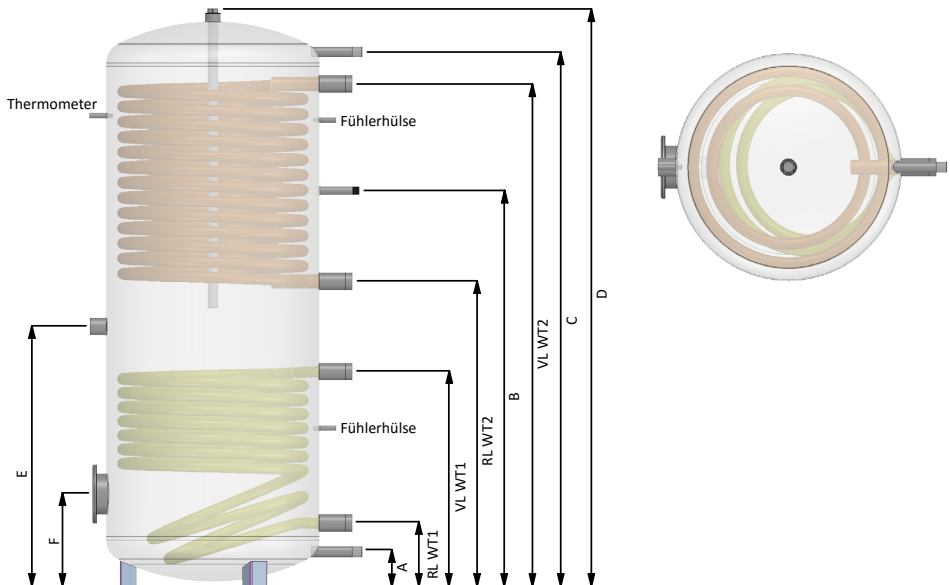 Thermometer
Fühlerhülse
Fühlerhülse
E
F
A
RL WT1
VL WT1
RL WT2
B
VL WT2
C
D